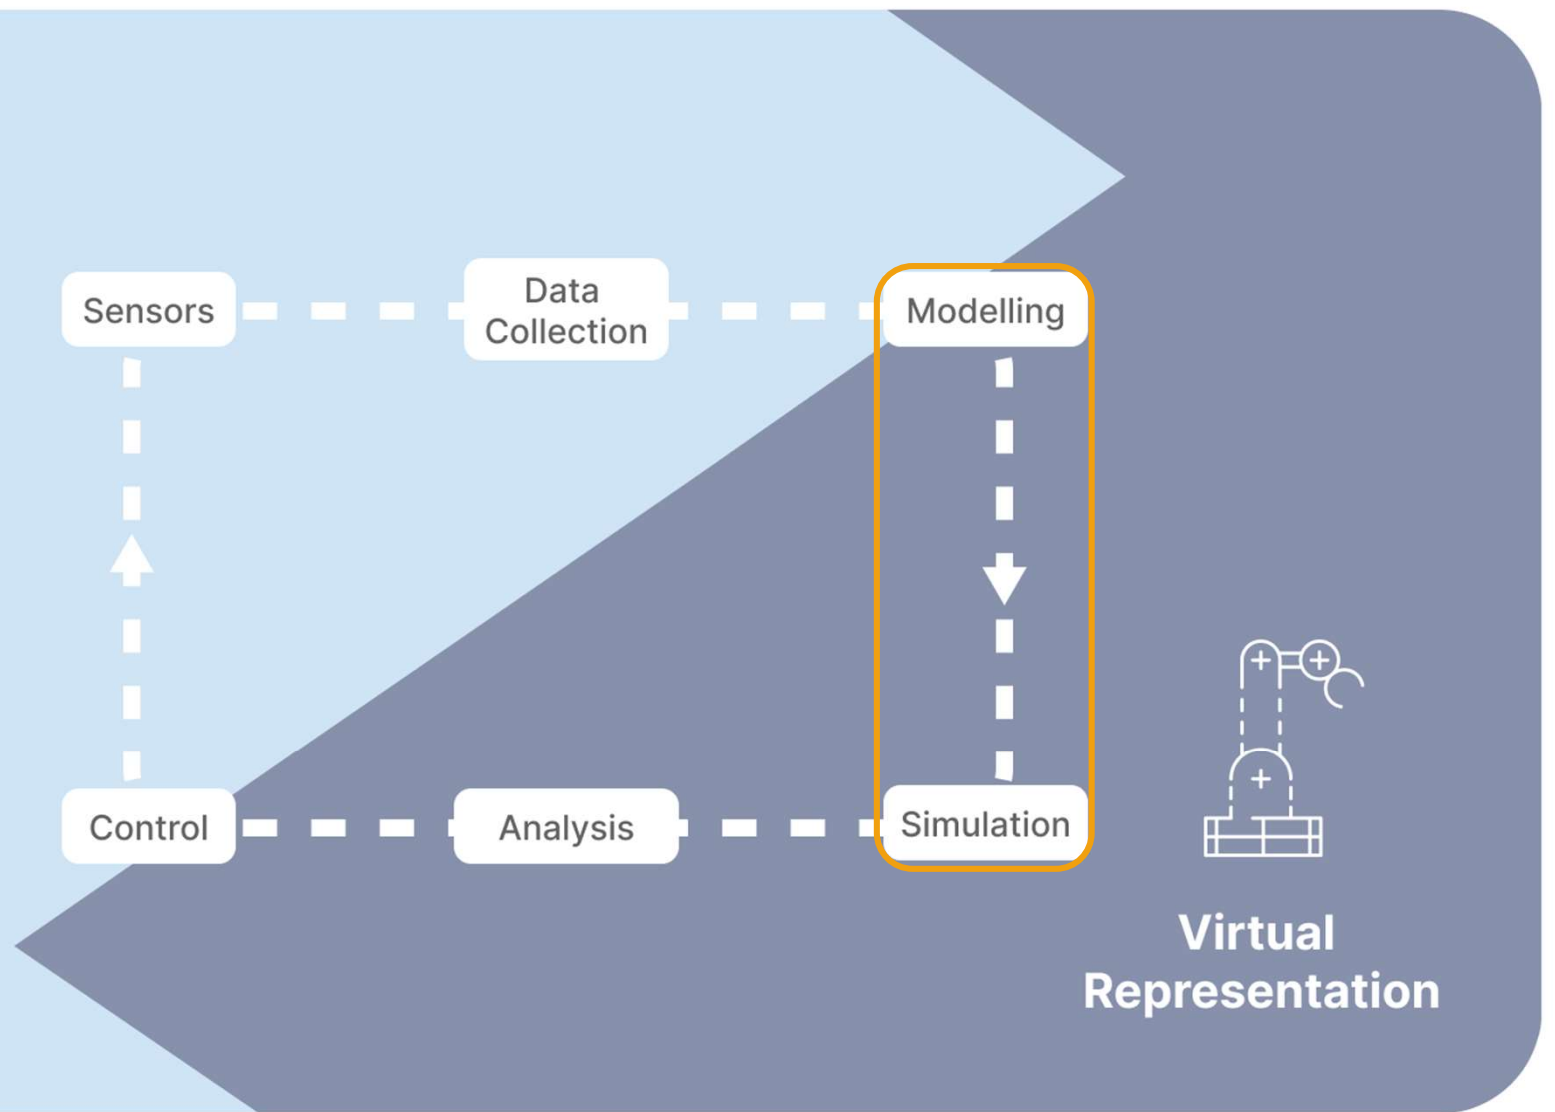 Sensors
Data
Collection
Modelling
Control
Analysis
Simulation
Virtual
Representation